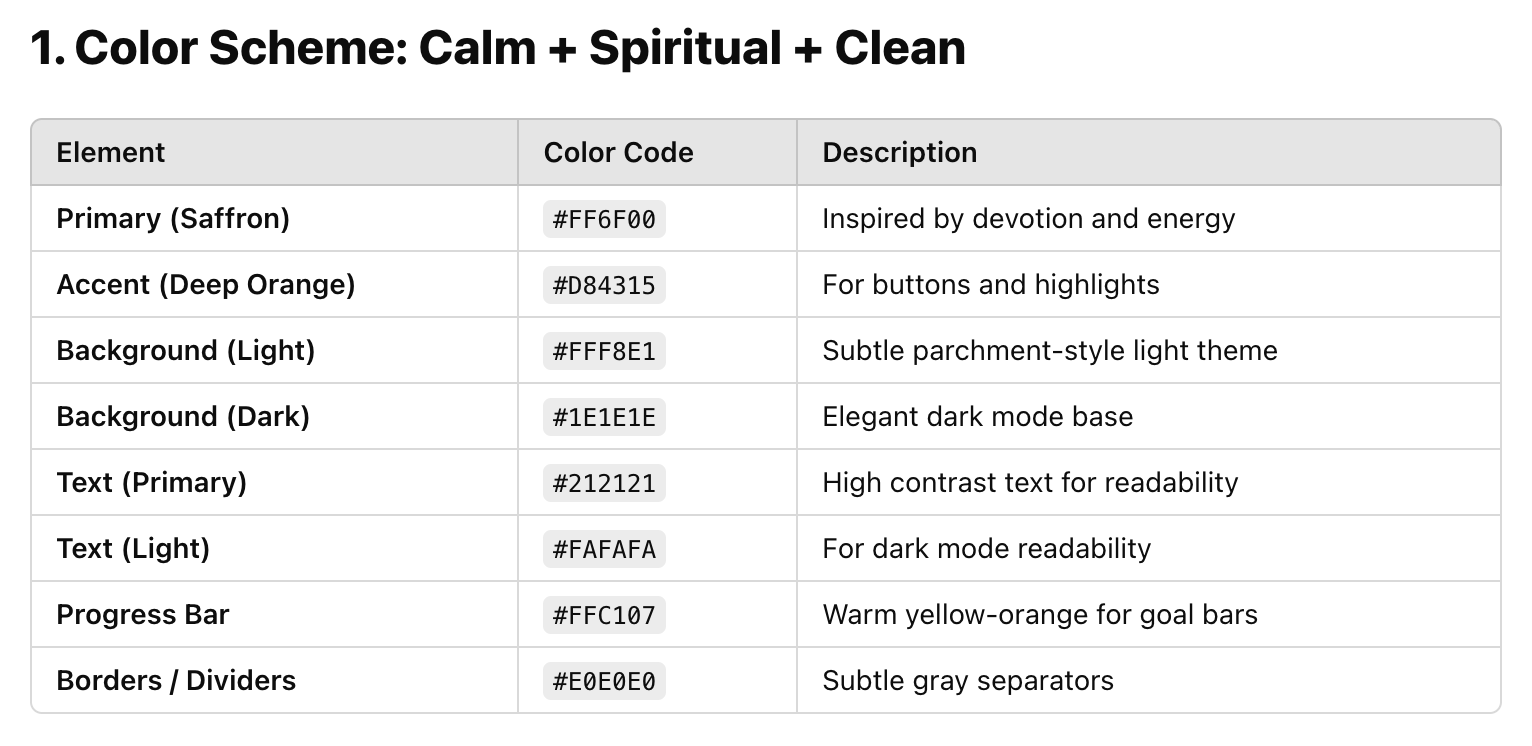 1. Color Scheme: Calm + Spiritual + Clean
Element Color Code Description
Primary (Saffron) #FF6F00 Inspired by devotion and energy
Accent (Deep Orange) #D84315 For buttons and highlights
Background (Light) #FFF8E1 Subtle parchment-style light theme
Background (Dark) #1E1E1E Elegant dark mode base
Text (Primary) #212121 High contrast text for readability
Text (Light) #FAFAFA For dark mode readability
Progress Bar #FFC107 Warm yellow-orange for goal bars
Borders / Dividers #E0E0E0 Subtle gray separators